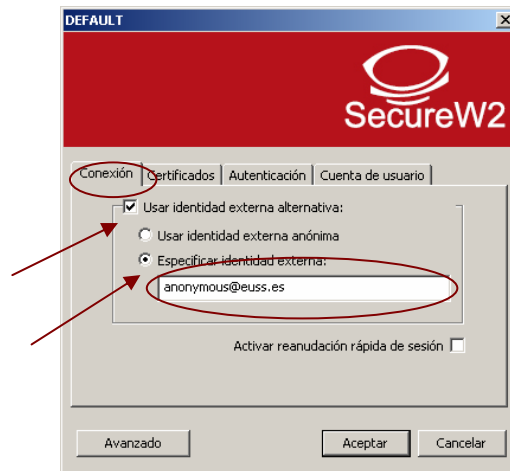 DEFAULT
SecureW2
Conexión Certificados Autenticación Cuenta de usuario
Usar identidad externa alternativa:
Usar identidad externa anónima
Especificar identidad externa:
anonymous@euss.es
Activar reanudación rápida de sesión
Avanzado Aceptar Cancelar